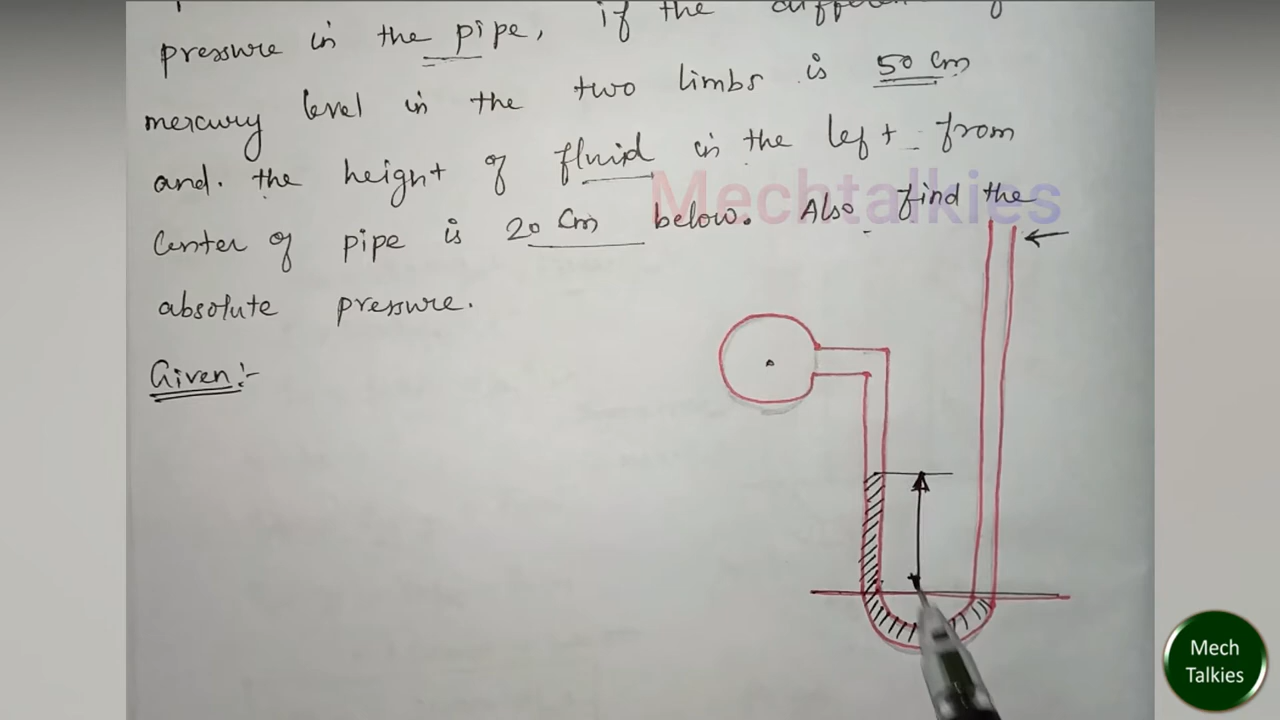 if the
pressure in the pipe,
mercury level in the two limbs is 50 cm
and. the height of fluid in the left from
center of pipe is 20 cm below. Also find the
absolute pressure.
Given:-
Mechtalkies
Mech
Talkies